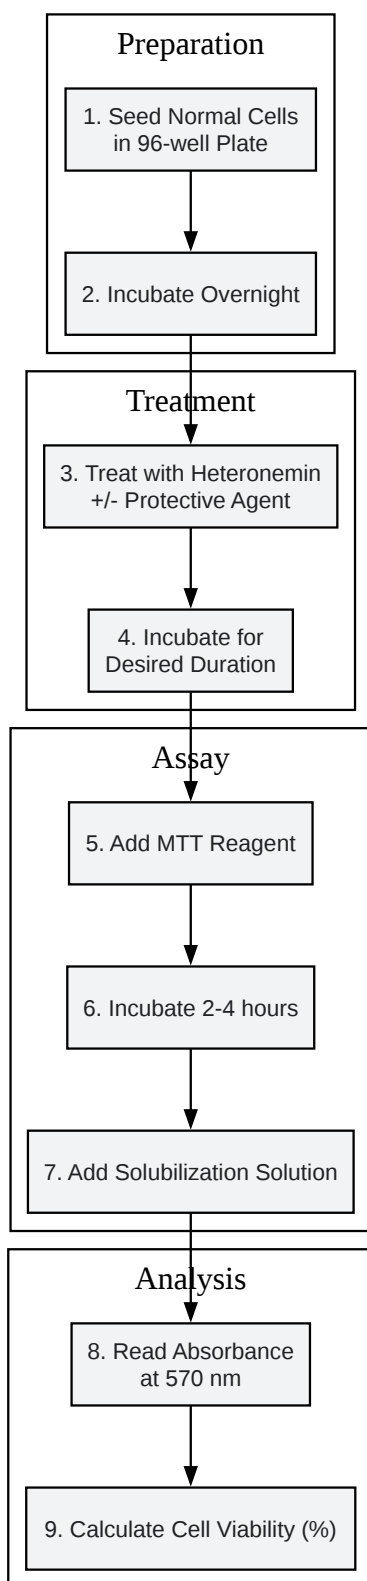 Preparation
1. Seed Normal Cells
in 96-well Plate
2. Incubate Overnight
Treatment
3. Treat with Heteronemin
+/- Protective Agent
4. Incubate for
Desired Duration
Assay
5. Add MTT Reagent
6. Incubate 2-4 hours
7. Add Solubilization Solution
Analysis
8. Read Absorbance
at 570 nm
9. Calculate Cell Viability (%)